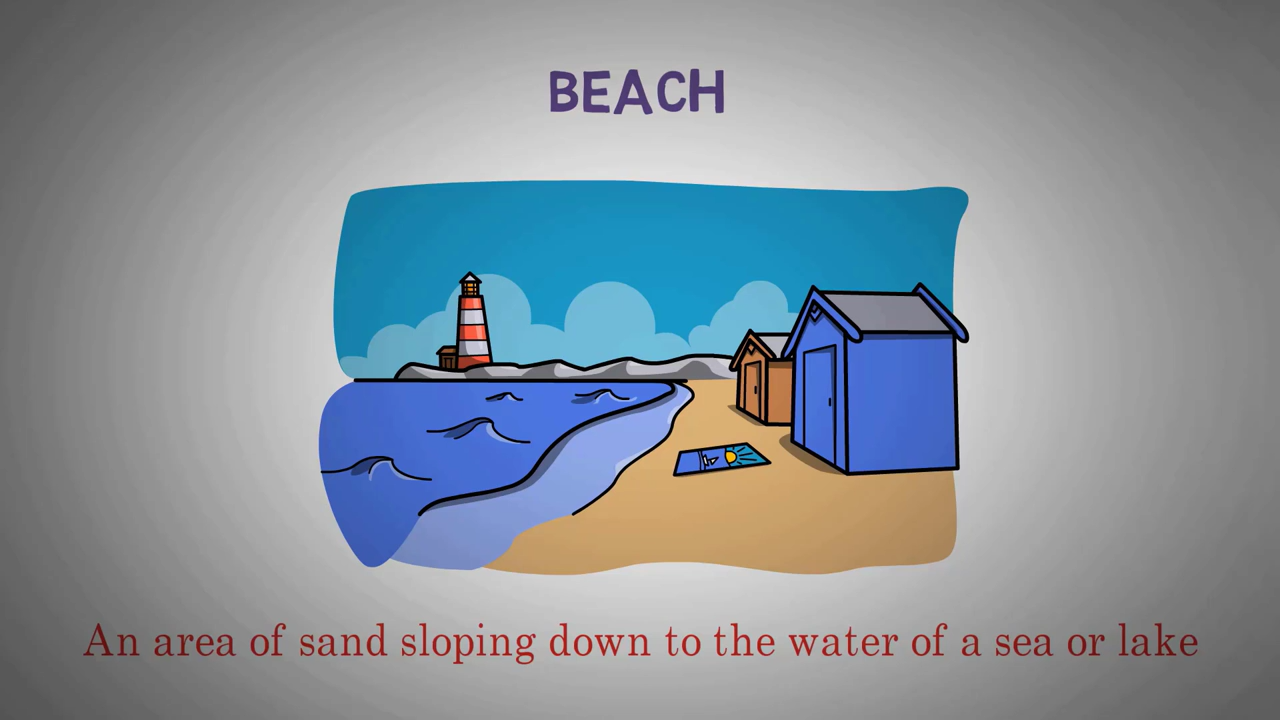 BEACH
An area of sand sloping down to the water of a sea or lake